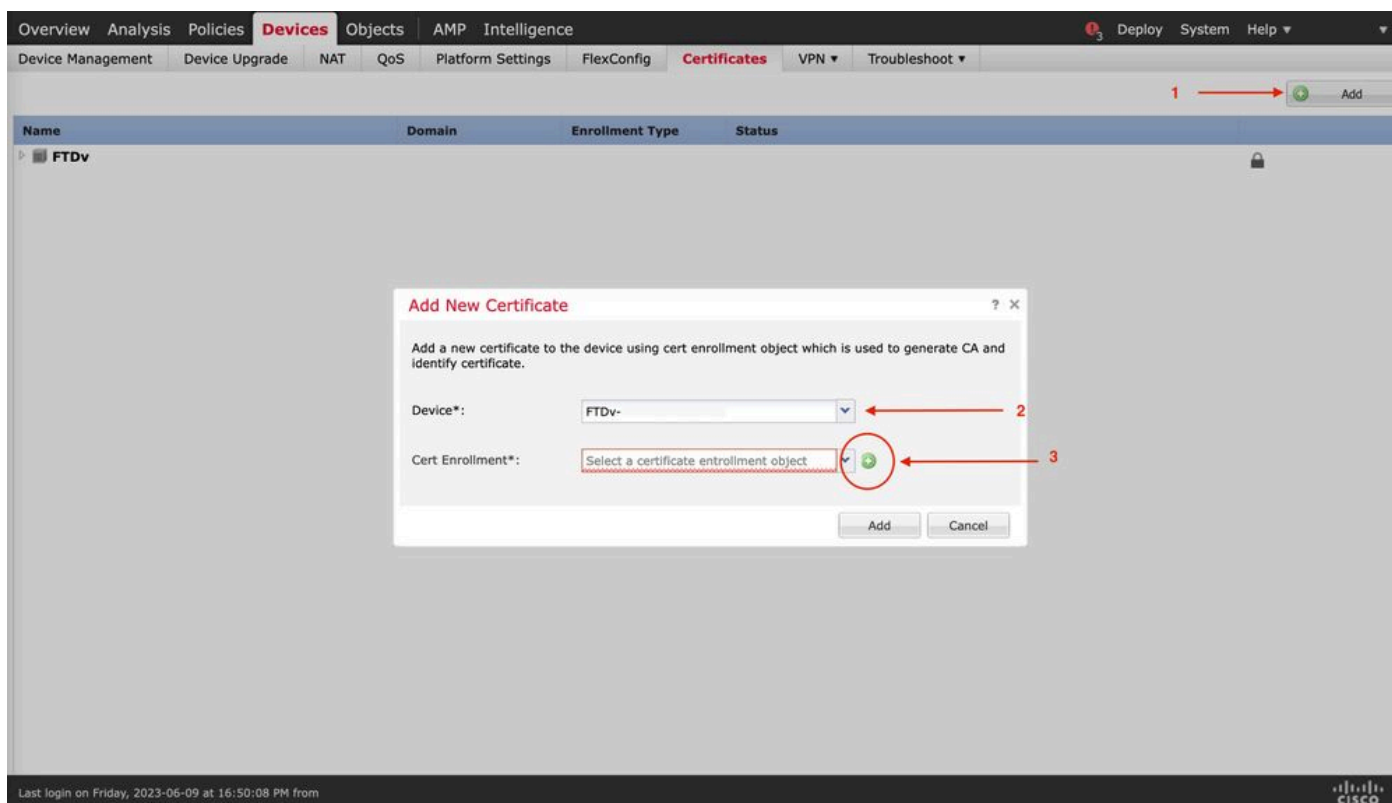 Overview Analysis Policies Devices Objects AMP Intelligence 3 Deploy System Help
Device Management Device Upgrade NAT QoS Platform Settings FlexConfig Certificates VPN Troubleshoot
1 Add
Name Domain Enrollment Type Status
FTDv
Add New Certificate ? X
Add a new certificate to the device using cert enrollment object which is used to generate CA and
identify certificate.
Device*: FTDv- 2
Cert Enrollment*: Select a certificate entrollment object 3
Add Cancel
Last login on Friday, 2023-06-09 at 16:50:08 PM from
CISCO